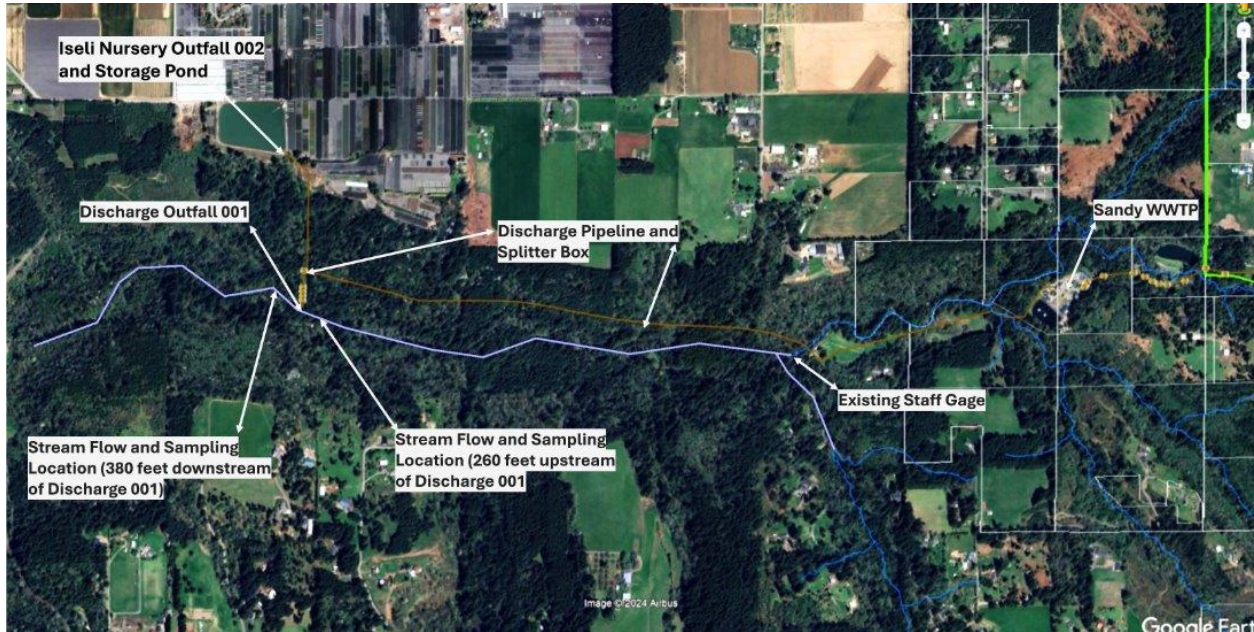 Iseli Nursery Outfall 002
and Storage Pond
Discharge Outfall 001
Discharge Pipeline and
Splitter Box
Sandy WWTP
Existing Staff Gage
Stream Flow and Sampling
Location (380 feet downstream
of Discharge 001)
Stream Flow and Sampling
Location (260 feet upstream
of Discharge 001
Image © 2024 Airbus
Google Eart